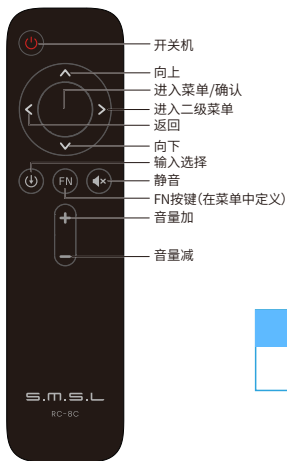 开关机
向上
进入菜单/确认
进入二级菜单
返回
向下
输入选择
FN
静音
FN按键(在菜单中定义)
音量加
音量减
S.M.S.L
RC-8C